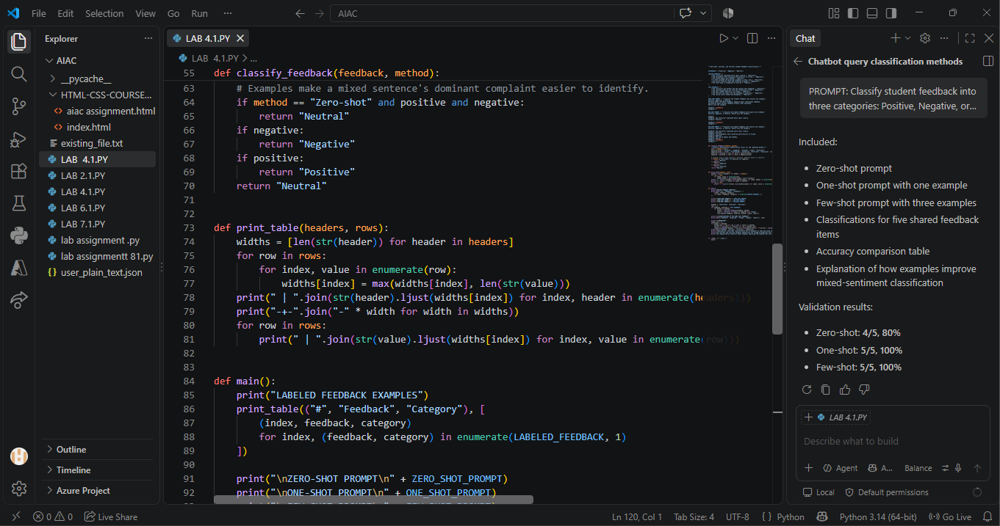 File Edit Selection View Go Run ··· AIAC
Explorer ···
AIAC
__pycache__
HTML-CSS-COURSE...
<> aiac assignment.html
<> index.html
existing_file.txt
LAB  4.1.PY
LAB 2.1.PY
LAB 4.1.PY
LAB 6.1.PY
LAB 7.1.PY
lab assignment .py
lab assignmentt 81.py
{} user_plain_text.json
Outline
Timeline
Azure Project
LAB  4.1.PY
LAB  4.1.PY > ...
55 def classify_feedback(feedback, method):
63     # Examples make a mixed sentence's dominant complaint easier to identify.
64     if method == "Zero-shot" and positive and negative:
65         return "Neutral"
66     if negative:
67         return "Negative"
68     if positive:
69         return "Positive"
70     return "Neutral"
71
72
73 def print_table(headers, rows):
74     widths = [len(str(header)) for header in headers]
75     for row in rows:
76         for index, value in enumerate(row):
77             widths[index] = max(widths[index], len(str(value)))
78     print(" | ".join(str(header).ljust(widths[index]) for index, header in enumerate(headers)))
79     print("-+-".join("-" * width for width in widths))
80     for row in rows:
81         print(" | ".join(str(value).ljust(widths[index]) for index, value in enumerate(row)))
82
83
84 def main():
85     print("LABELED FEEDBACK EXAMPLES")
86     print_table(("#", "Feedback", "Category"), [
87         (index, feedback, category)
88         for index, (feedback, category) in enumerate(LABELED_FEEDBACK, 1)
89     ])
90
91     print("\nZERO-SHOT PROMPT\n" + ZERO_SHOT_PROMPT)
92     print("\nONE-SHOT PROMPT\n" + ONE_SHOT_PROMPT)
Chat
Chatbot query classification methods
PROMPT: Classify student feedback into
three categories: Positive, Negative, or...
Included:
• Zero-shot prompt
• One-shot prompt with one example
• Few-shot prompt with three examples
• Classifications for five shared feedback
items
• Accuracy comparison table
• Explanation of how examples improve
mixed-sentiment classification
Validation results:
• Zero-shot: 4/5, 80%
• One-shot: 5/5, 100%
• Few-shot: 5/5, 100%
LAB 4.1.PY
Describe what to build
Agent A... Balance
Local Default permissions
0 0 Live Share Ln 120, Col 1 Tab Size: 4 UTF-8 {} Python Python 3.14 (64-bit) Go Live